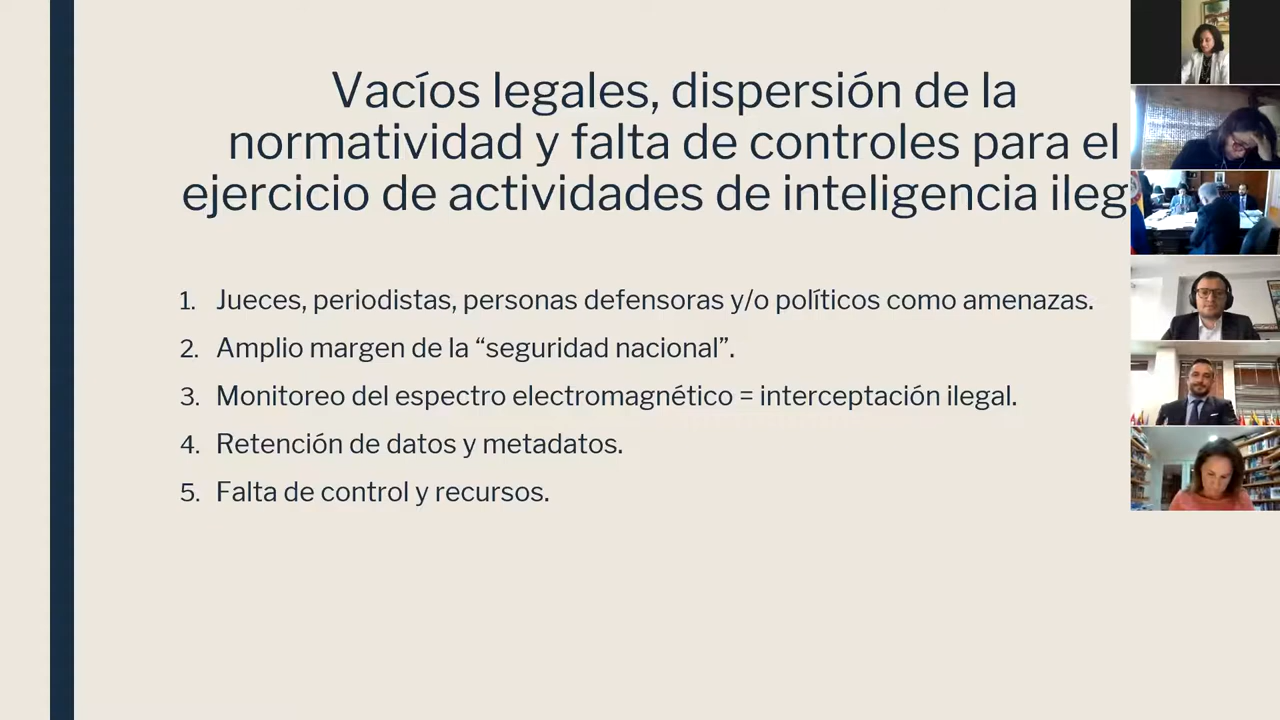 Vacíos legales, dispersión de la
normatividad y falta de controles para el
ejercicio de actividades de inteligencia ileg
1. Jueces, periodistas, personas defensoras y/o políticos como amenazas.
2. Amplio margen de la “seguridad nacional”.
3. Monitoreo del espectro electromagnético = interceptación ilegal.
4. Retención de datos y metadatos.
5. Falta de control y recursos.